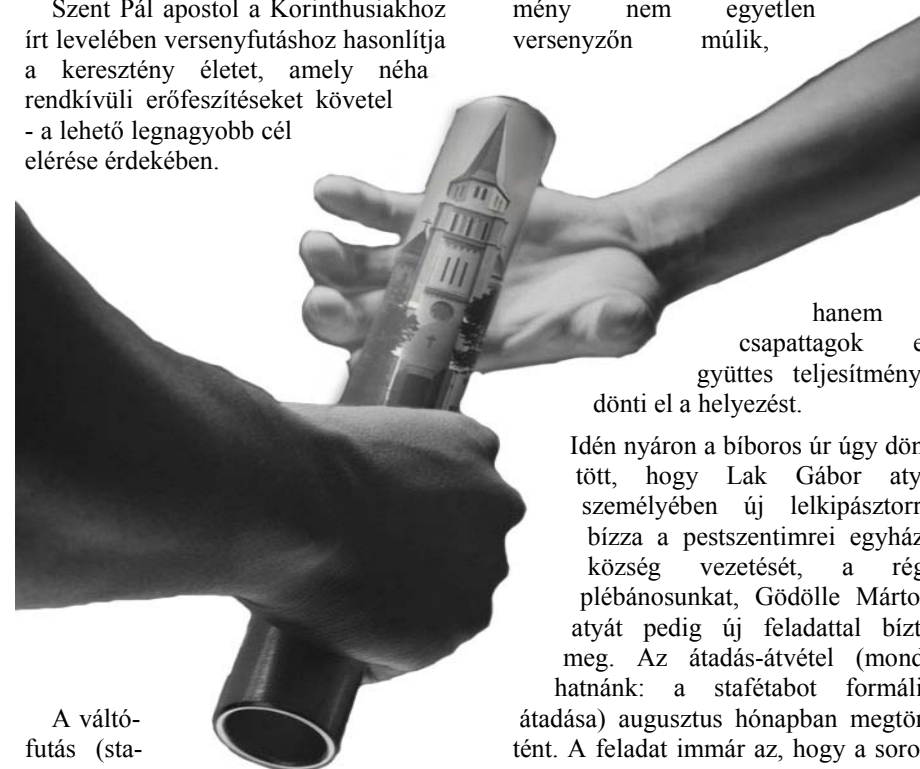 Szent Pál apostol a Korinthusiakhoz
írt levelében versenyfutáshoz hasonlítja
a keresztény életet, amely néha
rendkívüli erőfeszítéseket követel
- a lehető legnagyobb cél
elérése érdekében.
A váltó-
futás (sta-
mény nem egyetlen
versenyzőn múlik,
hanem
csapattagok e
gyüttes teljesítmény
dönti el a helyezést.
Idén nyáron a bíboros úr úgy dön
tött, hogy Lak Gábor aty
személyében új lelkipásztorr
bízza a pestszentimrei egyház
község vezetését, a rég
plébánosunkat, Gödölle Márto
atyát pedig új feladattal bízt
meg. Az átadás-átvétel (mond
hatnánk: a stafétabot formáli
átadása) augusztus hónapban megtör
tént. A feladat immár az, hogy a soro